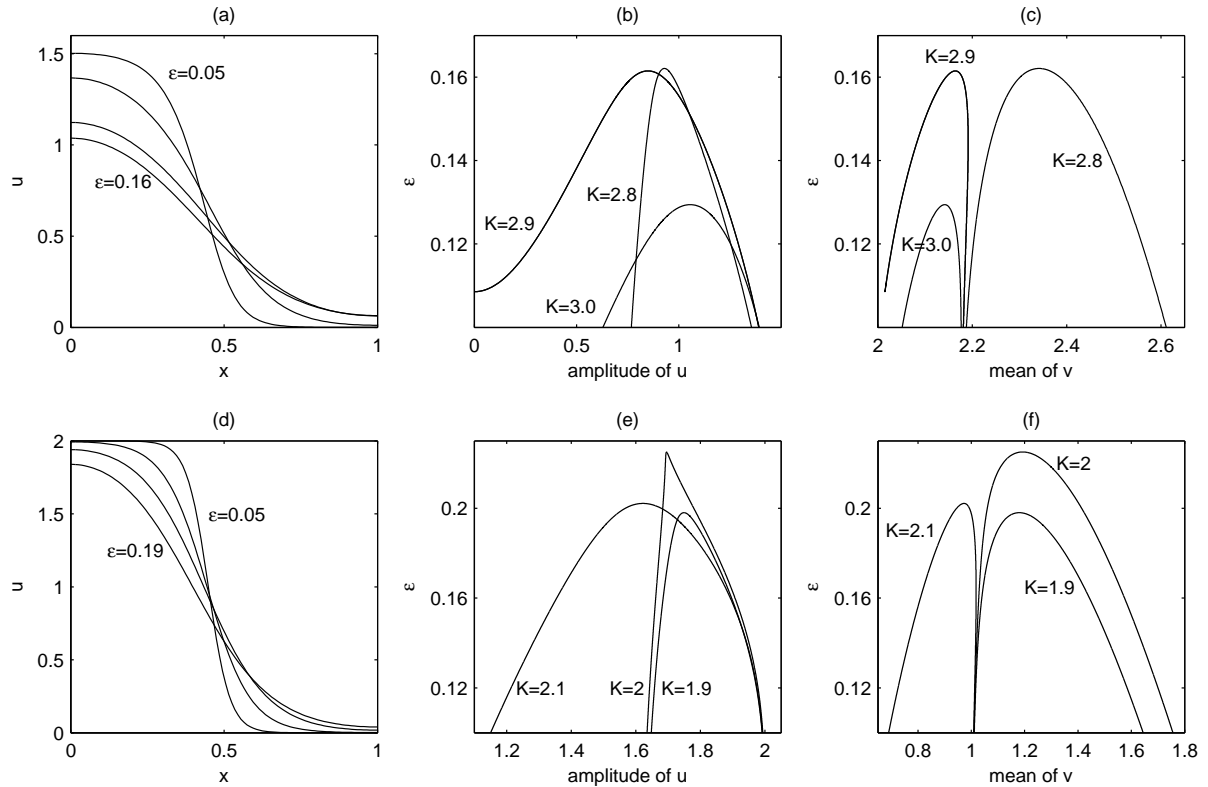 (a)
1.5
1
0.5
0
u
ε=0.05
ε=0.16
0
0.5
1
x
(b)
0.16
0.14
0.12
ε
K=2.9
K=2.8
K=3.0
0
0.5
1
amplitude of u
(c)
0.16
0.14
0.12
ε
K=2.9
K=2.8
K=3.0
2
2.2
2.4
2.6
mean of v
(d)
2
1.5
1
0.5
0
u
ε=0.05
ε=0.19
0
0.5
1
x
(e)
0.2
0.16
0.12
ε
K=2.1
K=2
K=1.9
1.2
1.4
1.6
1.8
2
amplitude of u
(f)
0.2
0.16
0.12
ε
K=2
K=2.1
K=1.9
0.8
1
1.2
1.4
1.6
1.8
mean of v